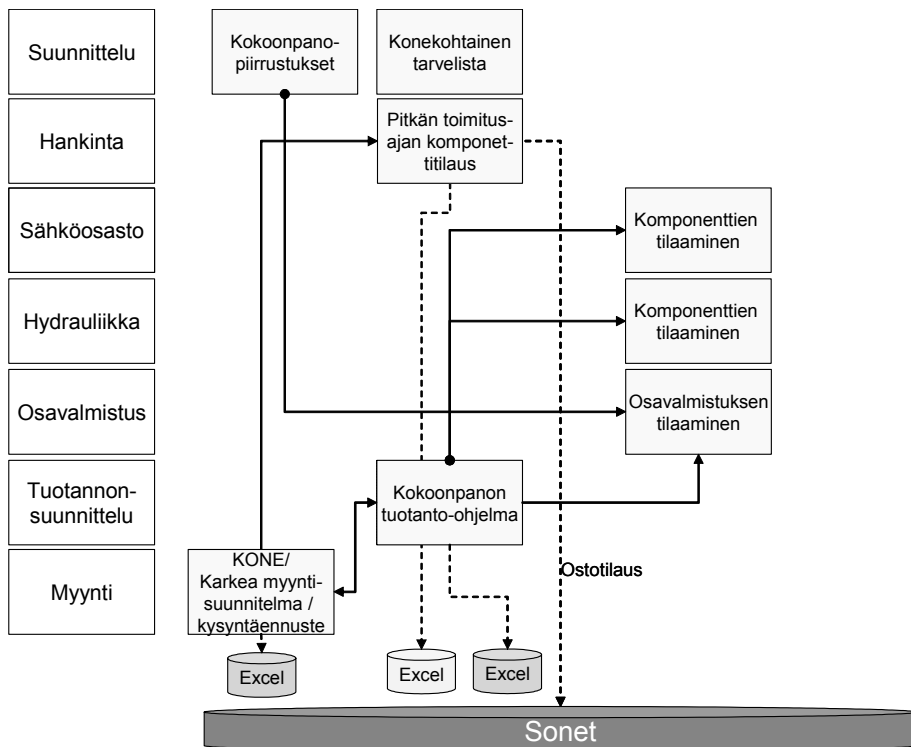 Suunnittelu
Kokoonpano-
piirrustukset
Konekohtainen
tarvelista
Hankinta
Pitkän toimitus-
ajan komponet-
titilaus
Sähköosasto
Komponenttien
tilaaminen
Hydrauliikka
Komponenttien
tilaaminen
Osavalmistus
Osavalmistuksen
tilaaminen
Tuotannon-
suunnittelu
Kokoonpanon
tuotanto-ohjelma
Myynti
KONE/
Karkea myynti-
suunnitelma /
kysyntäennuste
Ostotilaus
Excel
Excel
Excel
Sonet